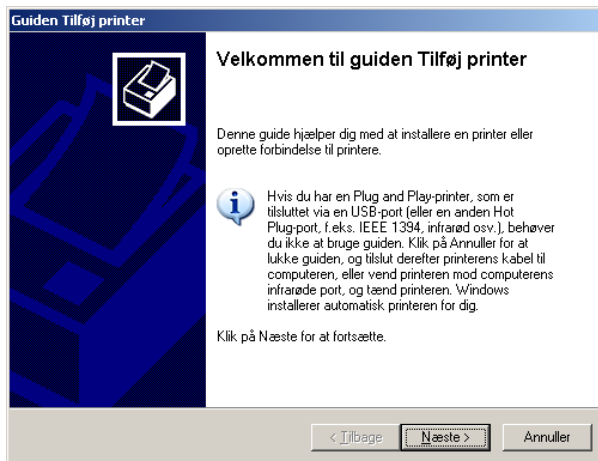 Guiden Tilføj printer
Velkommen til guiden Tilføj printer
Denne guide hjælper dig med at installere en printer eller
oprette forbindelse til printere.
Hvis du har en Plug and Play-printer, som er
tilsluttet via en USB-port (eller en anden Hot
Plug-port, f.eks. IEEE 1394, infrarød osv.), behøver
du ikke at bruge guiden. Klik på Annuller for at
lukke guiden, og tilslut derefter printerens kabel til
computeren, eller vend printeren mod computerens
infrarøde port, og tænd printeren. Windows
installerer automatisk printeren for dig.
Klik på Næste for at fortsætte.
< Tilbage Næste > Annuller